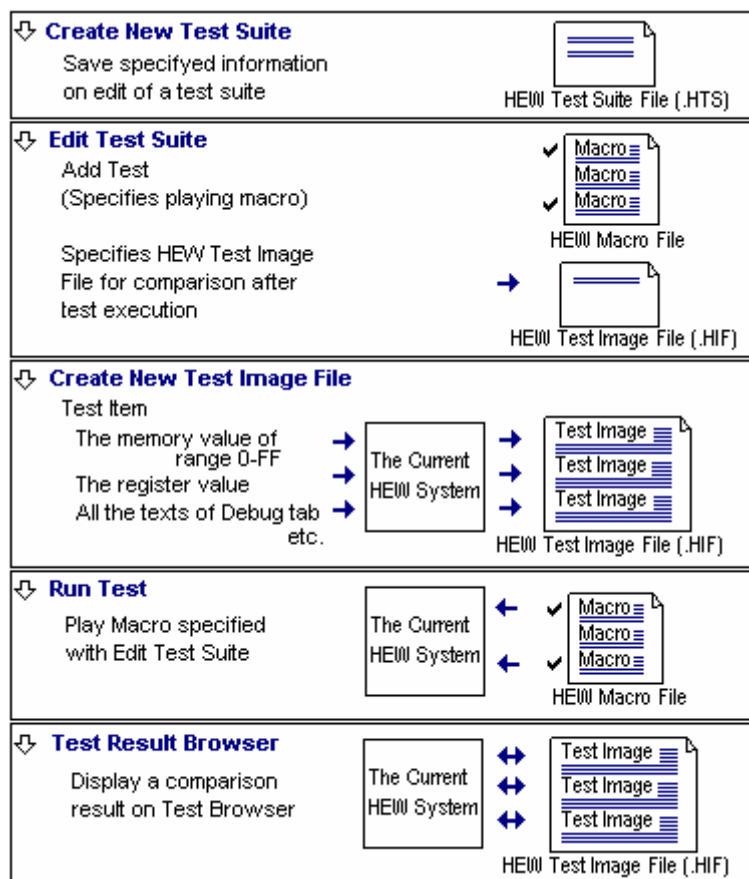 Create New Test Suite
Save specifyed information
on edit of a test suite
HEW Test Suite File (.HTS)
Edit Test Suite
Add Test
(Specifies playing macro)
Macro
Macro
Macro
HEW Macro File
Specifies HEW Test Image
File for comparison after
test execution
HEW Test Image File (.HIF)
Create New Test Image File
Test Item
The memory value of
range 0-FF
The register value
All the texts of Debug tab
etc.
The Current
HEW System
Test Image
Test Image
Test Image
HEW Test Image File (.HIF)
Run Test
Play Macro specified
with Edit Test Suite
The Current
HEW System
Macro
Macro
Macro
HEW Macro File
Test Result Browser
Display a comparison
result on Test Browser
The Current
HEW System
Test Image
Test Image
Test Image
HEW Test Image File (.HIF)